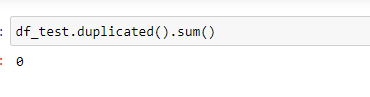 : df_test.duplicated().sum()
: 0